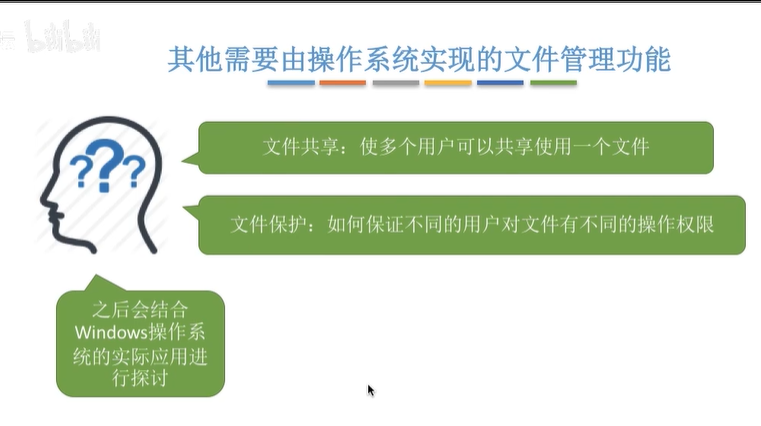 bilibili
其他需要由操作系统实现的文件管理功能
???
文件共享：使多个用户可以共享使用一个文件
文件保护：如何保证不同的用户对文件有不同的操作权限
之后会结合
Windows操作系
统的实际应用进
行探讨